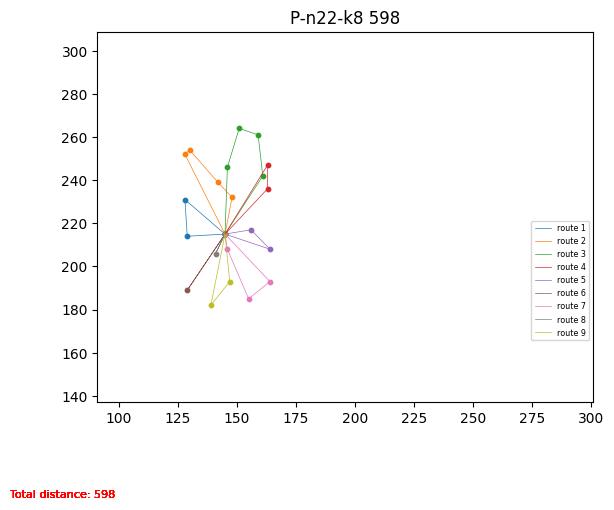 P-n22-k8 598
300
280
260
240
220
200
180
160
140
100
125
150
175
200
225
250
275
300
route 1
route 2
route 3
route 4
route 5
route 6
route 7
route 8
route 9
Total distance: 598